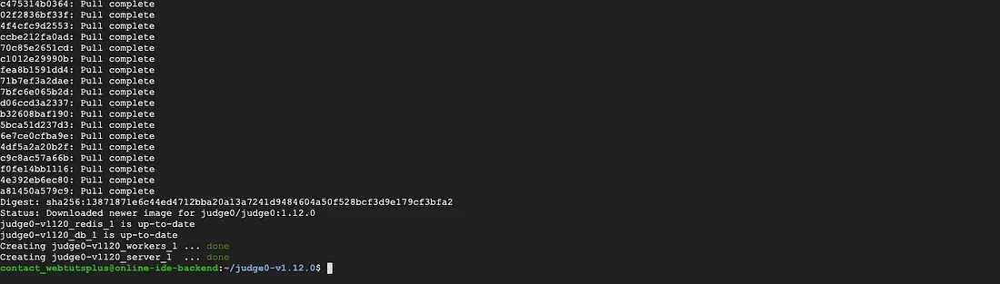 c475314b0364: Pull complete
02f2836bf33f: Pull complete
4f4cfc9d2553: Pull complete
ccbe212fa0ad: Pull complete
70c85e2651cd: Pull complete
c1012e29990b: Pull complete
fea8b1591dd4: Pull complete
71b7ef3a2dae: Pull complete
7bfc6e065b2d: Pull complete
d06ccd3a2337: Pull complete
b32608baf190: Pull complete
5bca51d237d3: Pull complete
6e7ce0cfba9e: Pull complete
4df5a2a20b2f: Pull complete
c9c8ac57a66b: Pull complete
f0fe14bb1116: Pull complete
4e392eb6ec80: Pull complete
a81450a579c9: Pull complete
Digest: sha256:13871871e6c44ed4712bba20a13a7241d9484604a50f528bcf3d9e179cf3bfa2
Status: Downloaded newer image for judge0/judge0:1.12.0
judge0-v1120_redis_1 is up-to-date
judge0-v1120_db_1 is up-to-date
Creating judge0-v1120_workers_1 ... done
Creating judge0-v1120_server_1  ... done
contact_webtutsplus@online-ide-backend:~/judge0-v1.12.0$